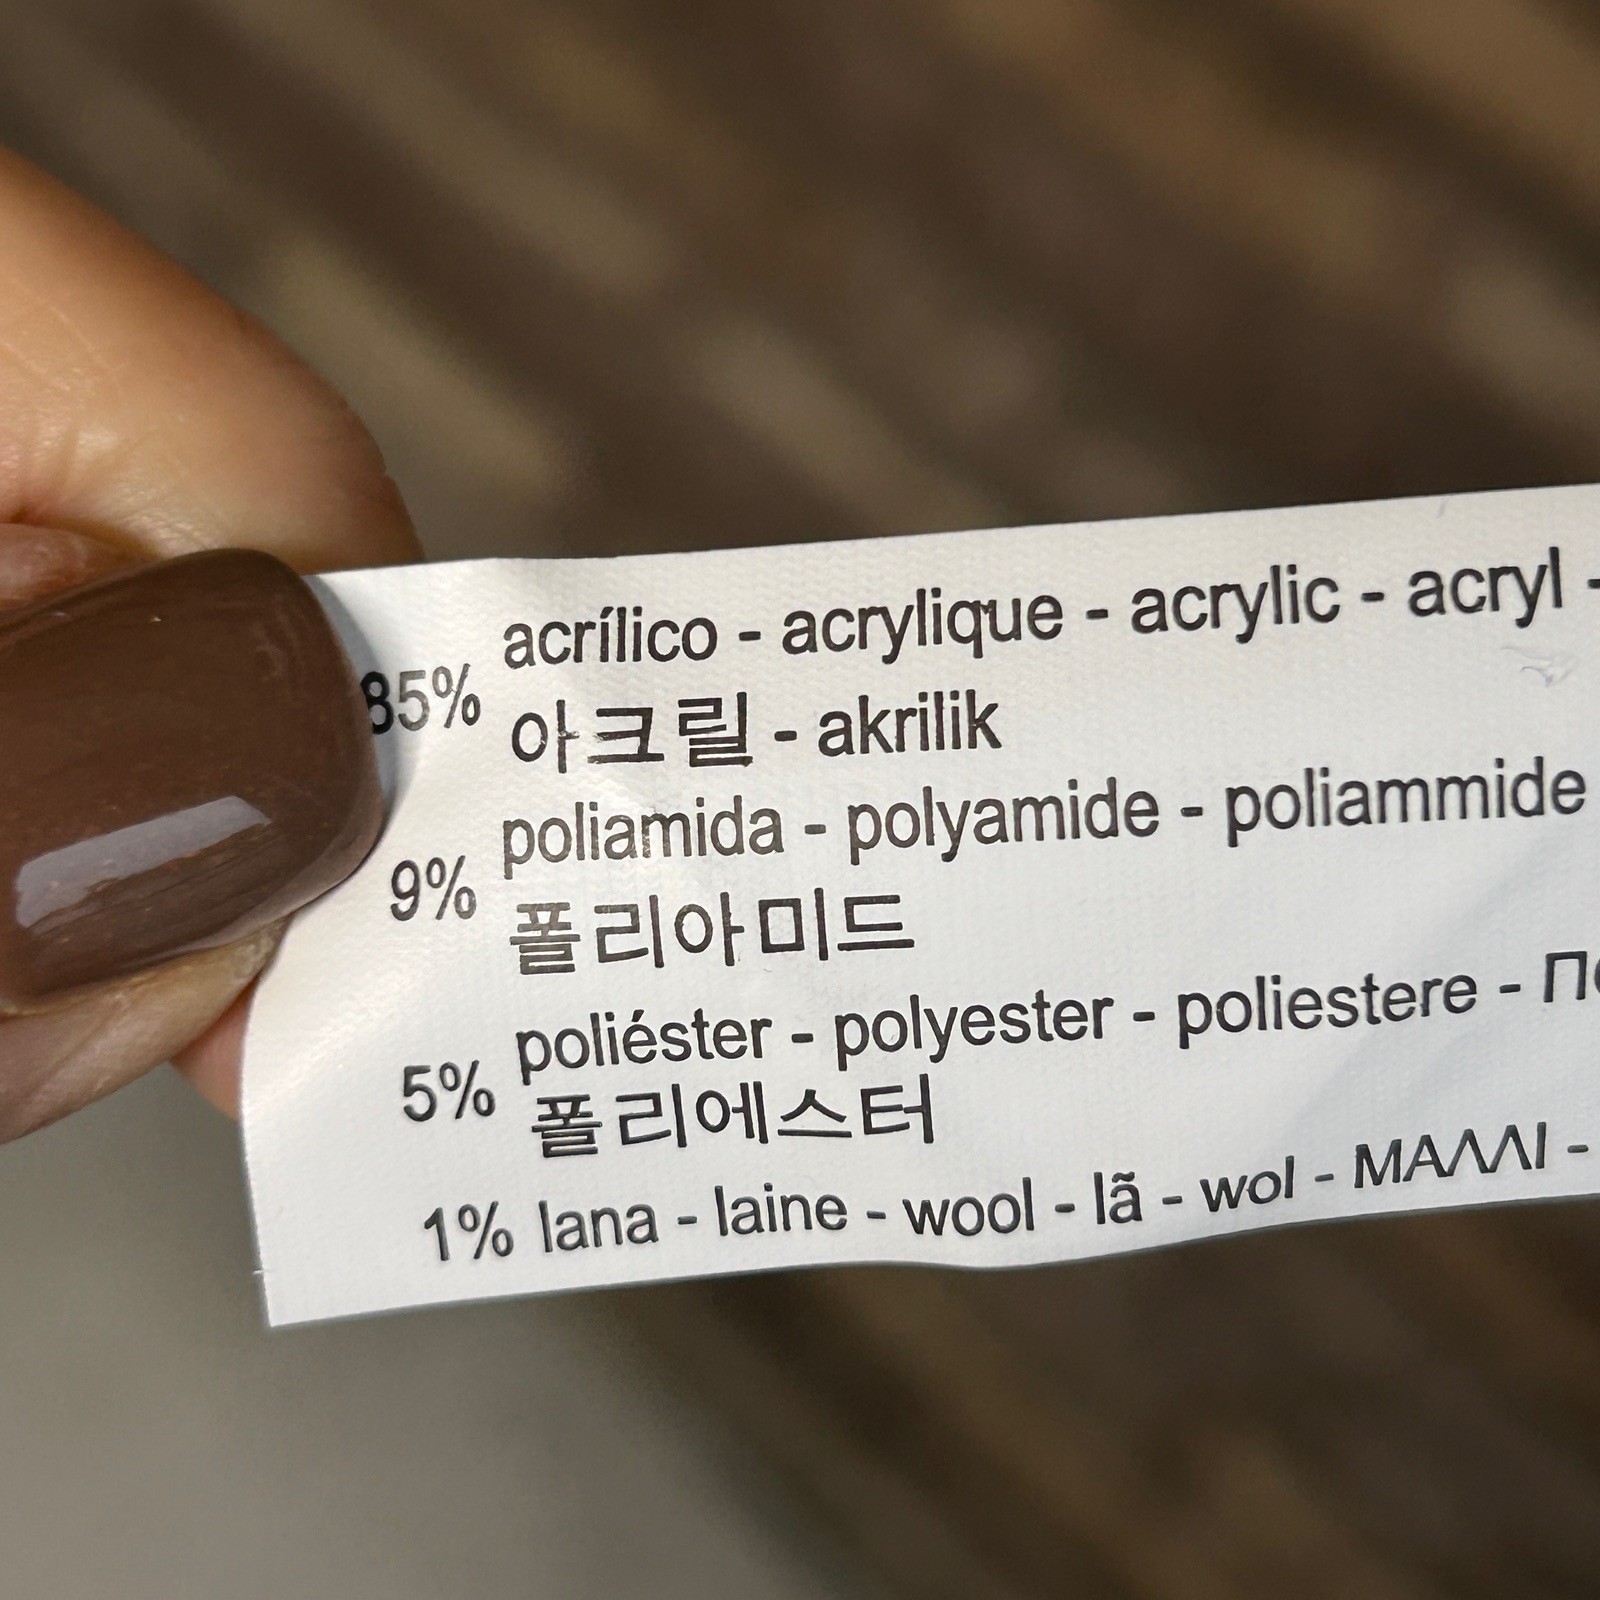 85% acrílico - acrylique - acrylic - acryl -
아크릴 - akrilik
9% poliamida - polyamide - poliammide
폴리아미드
5% poliéster - polyester - poliestere -
폴리에스터
1% lana - laine - wool - lã - wol - ΜΑΛΛΙ -